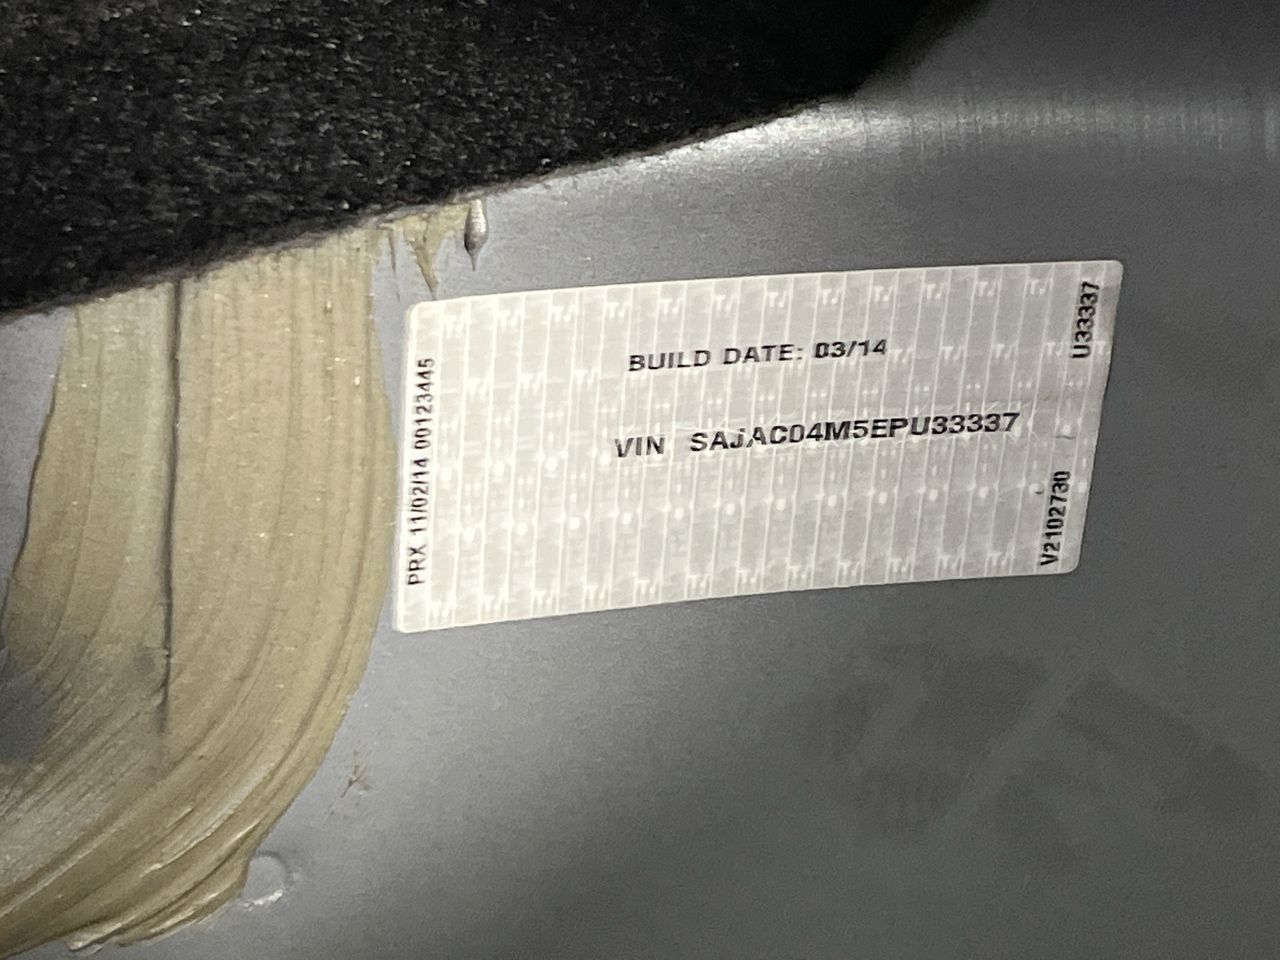 PRX 11/02/14 00123445
BUILD DATE: 03/14
VIN SAJAC04M5EPU33337
U33337
V2102730